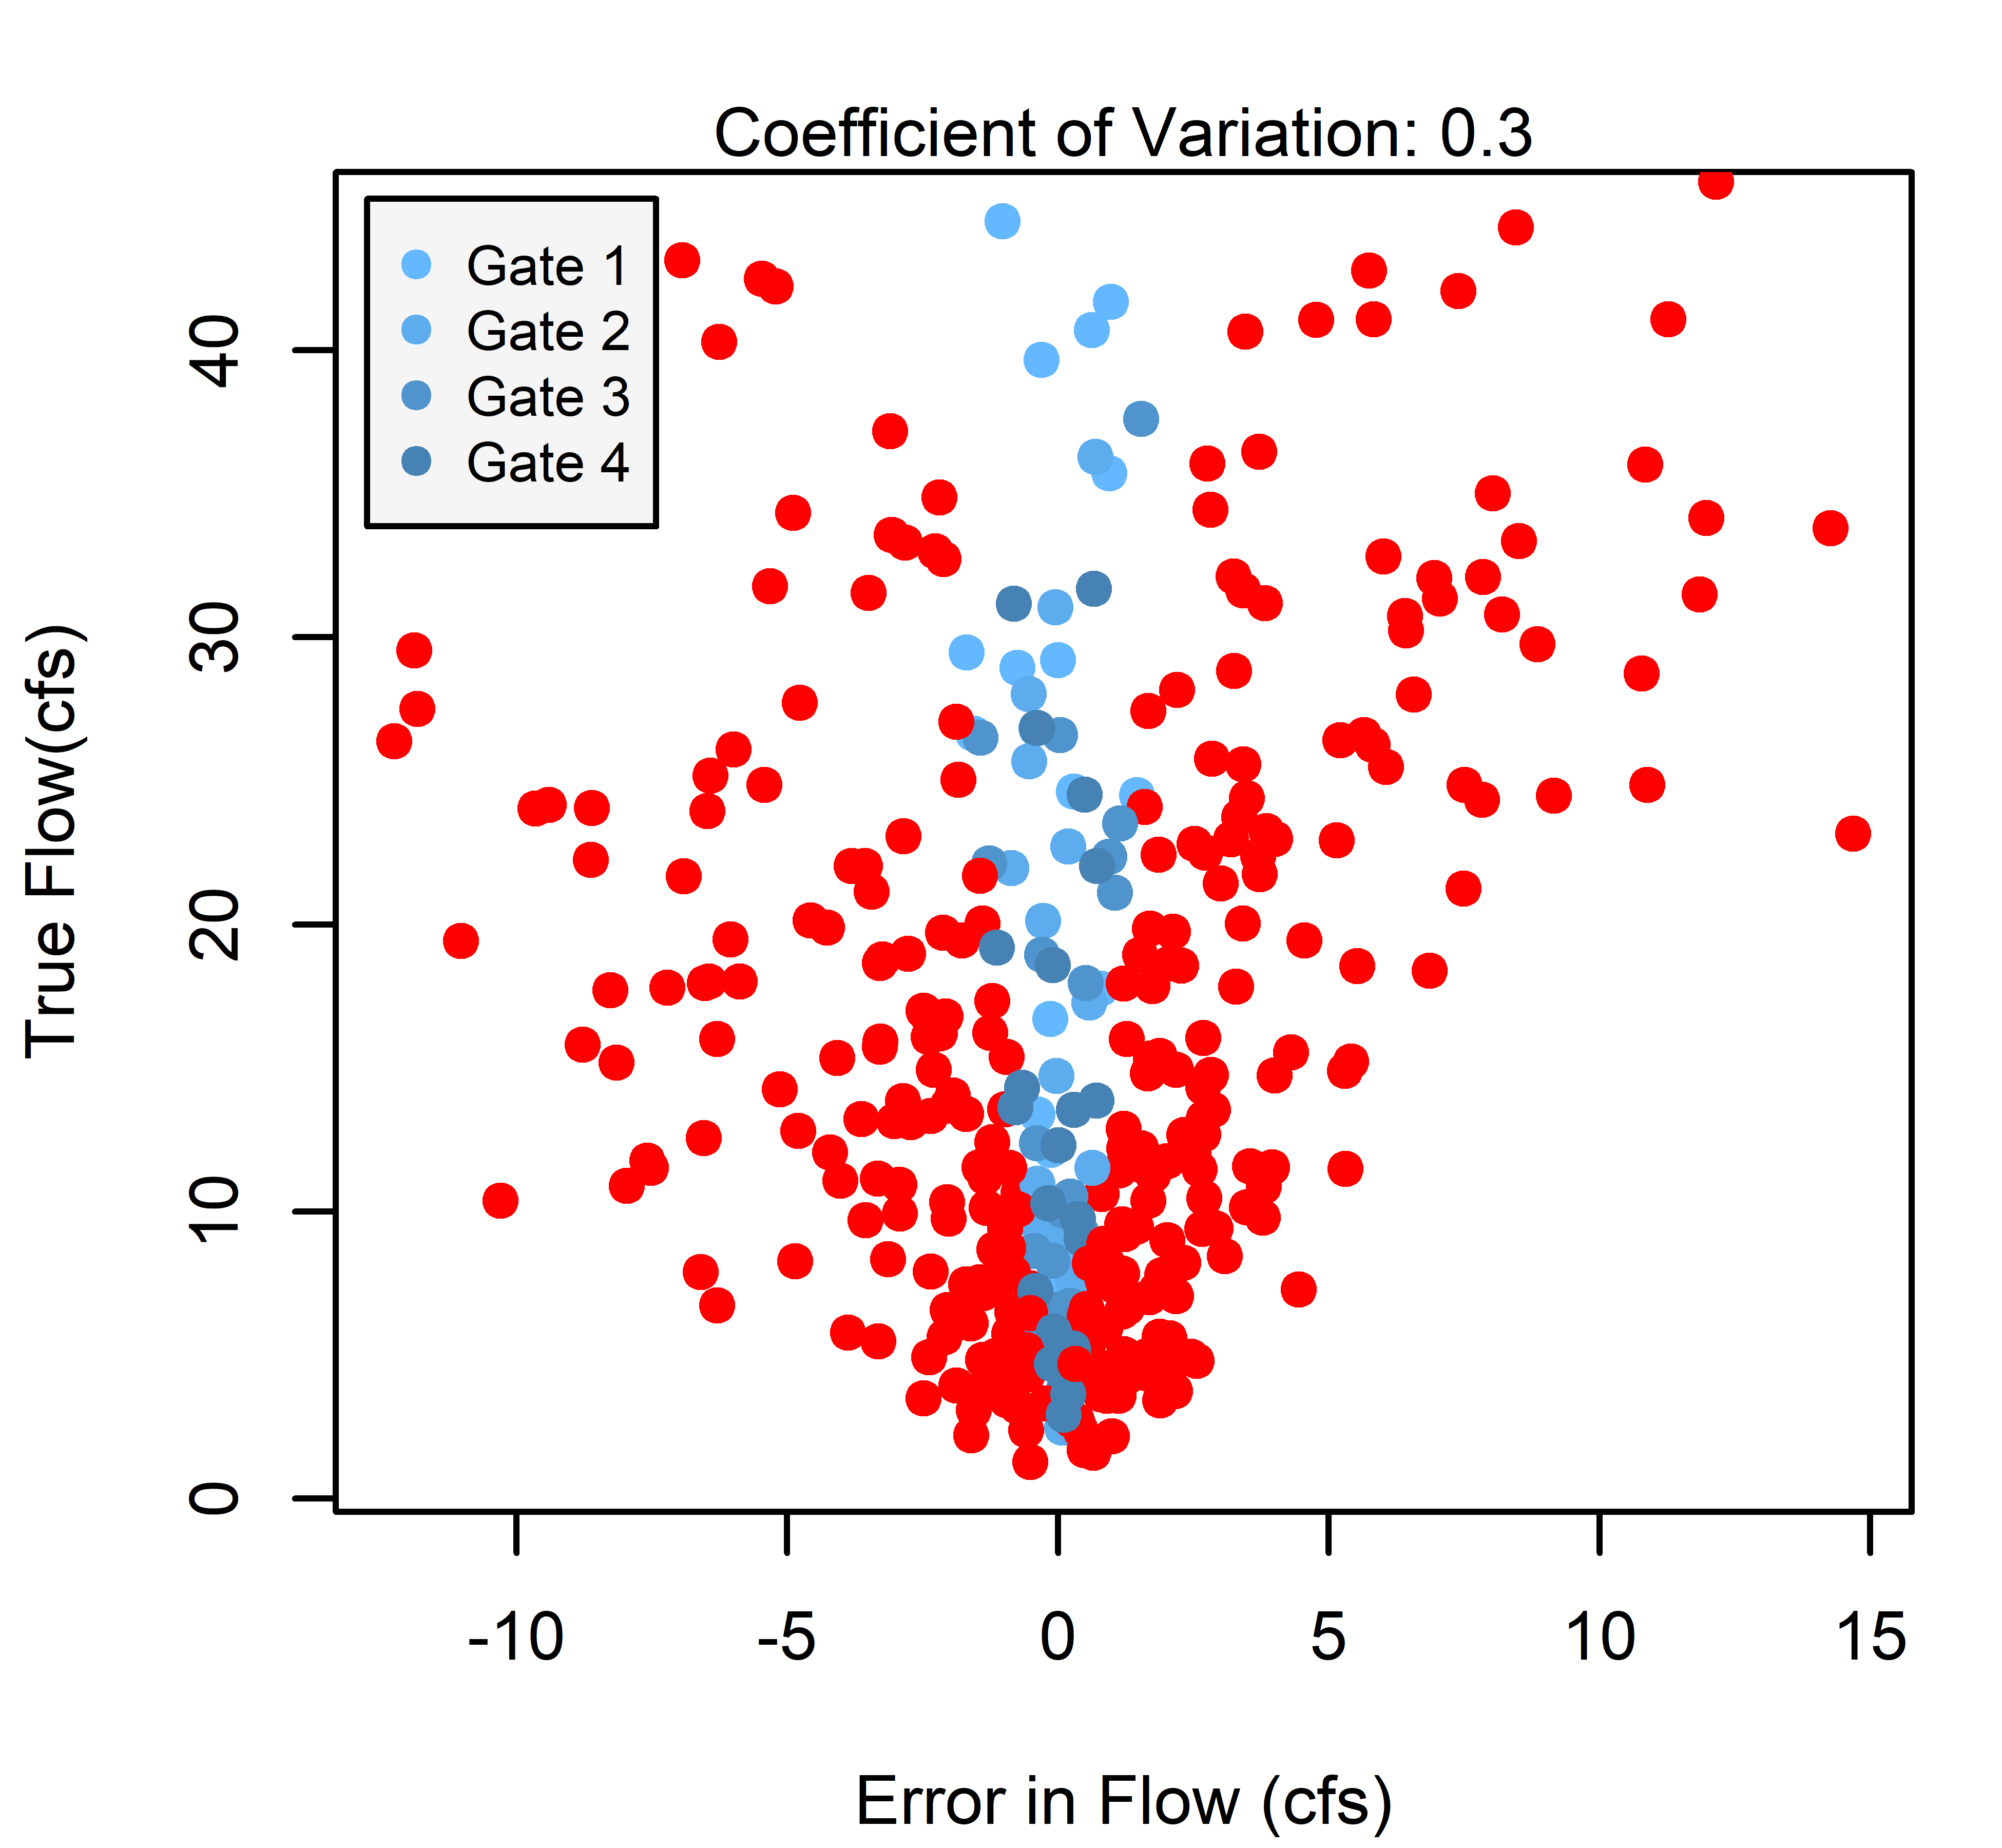 Coefficient of Variation: 0.3
Gate 1
Gate 2
Gate 3
Gate 4
True Flow(cfs)
40
30
20
10
0
-10 -5 0 5 10 15
Error in Flow (cfs)